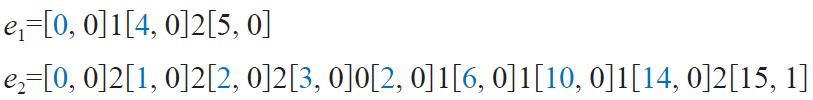 e₁=[0, 0]1[4, 0]2[5, 0]
e₂=[0, 0]2[1, 0]2[2, 0]2[3, 0]0[2, 0]1[6, 0]1[10, 0]1[14, 0]2[15, 1]